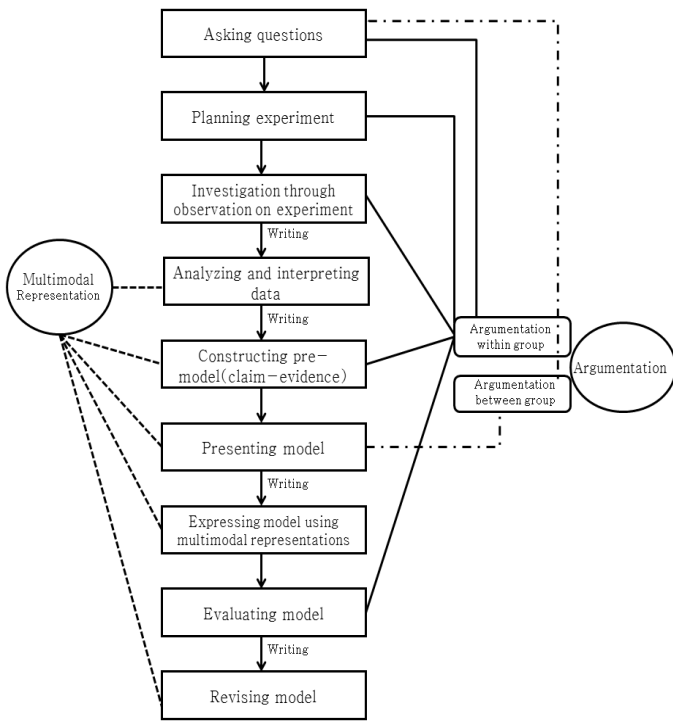 Asking questions
Planning experiment
Investigation through
observation on experiment
Writing
Analyzing and interpreting
data
Writing
Constructing pre-
model(claim-evidence)
Presenting model
Writing
Expressing model using
multimodal representations
Evaluating model
Writing
Revising model
Multimodal
Representation
Argumentation
within group
Argumentation
between group
Argumentation